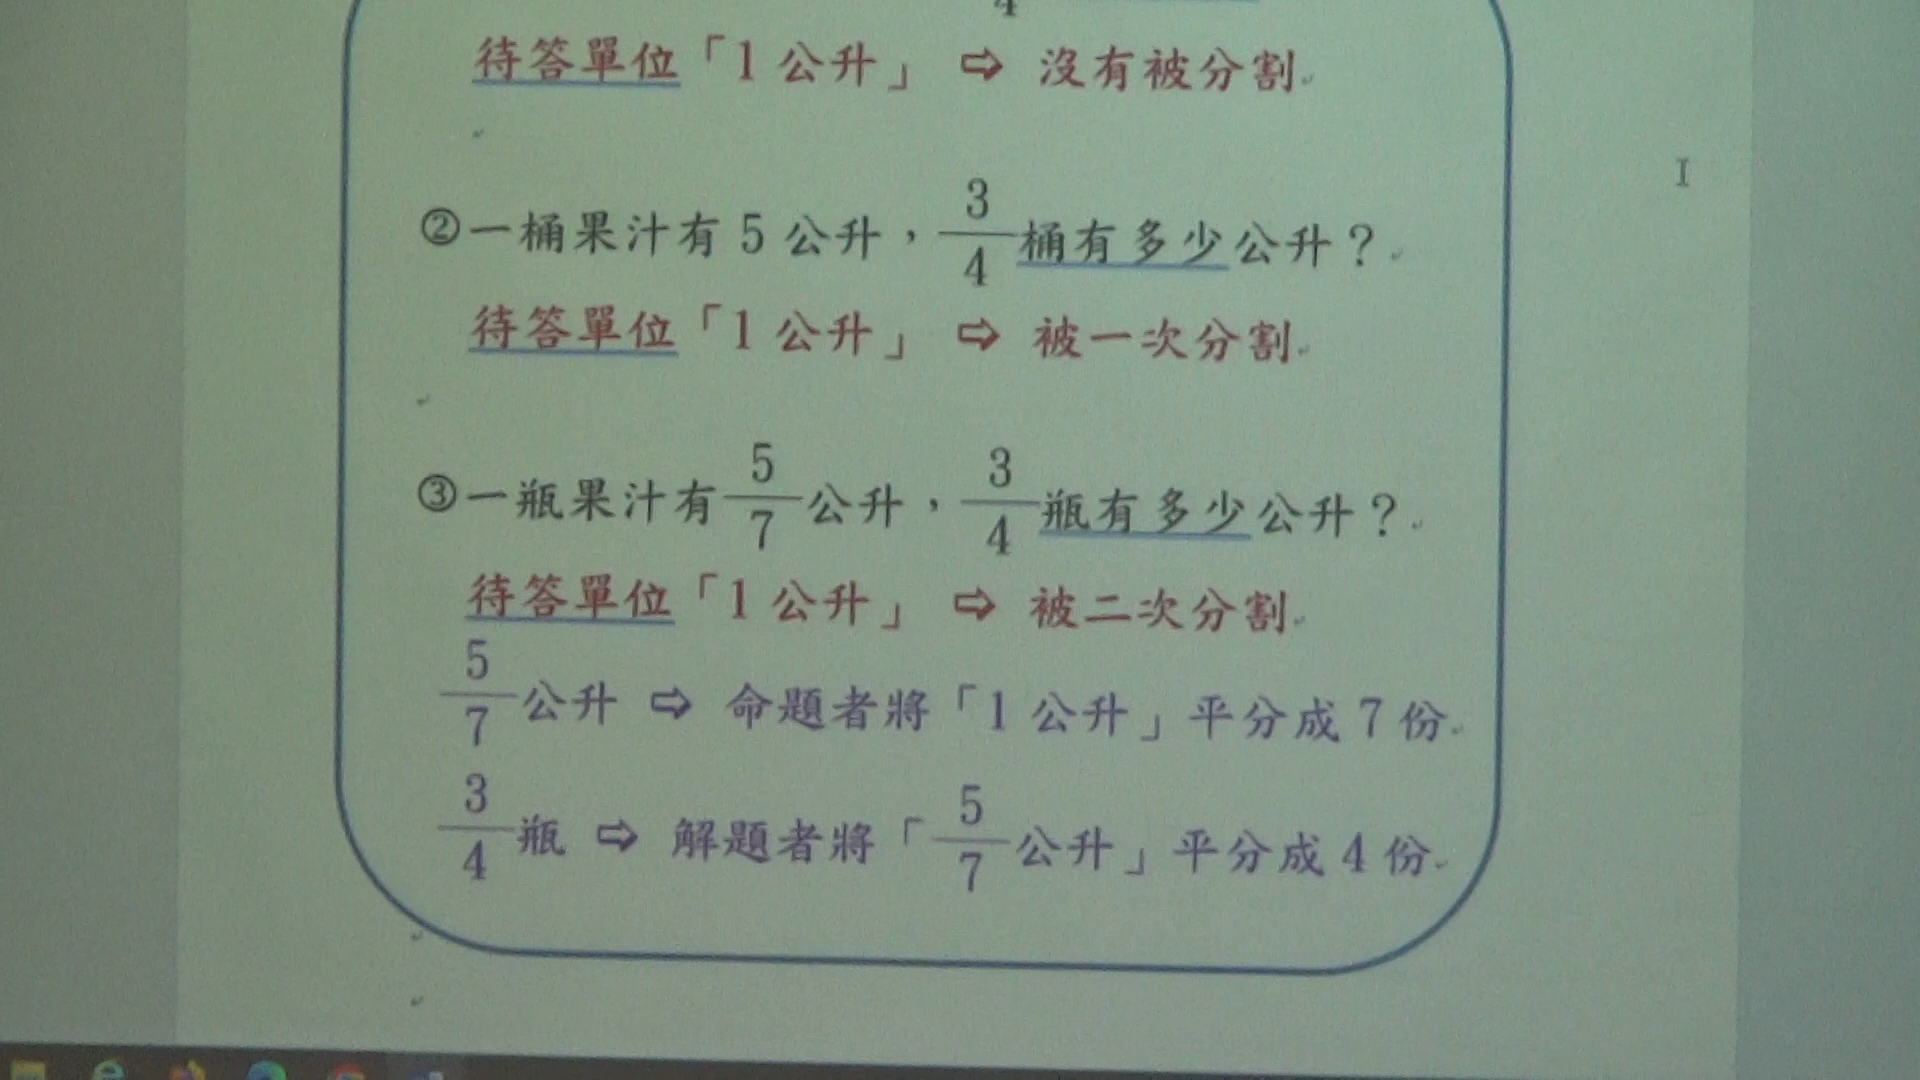 4
待答單位「1 公升」 ⇨ 沒有被分割
②一桶果汁有 5 公升，3/4桶有多少公升？
待答單位「1 公升」 ⇨ 被一次分割
③一瓶果汁有5/7公升，3/4瓶有多少公升？
待答單位「1 公升」 ⇨ 被二次分割
5/7公升 ⇨ 命題者將「1 公升」平分成 7 份
3/4瓶 ⇨ 解題者將「5/7公升」平分成 4 份